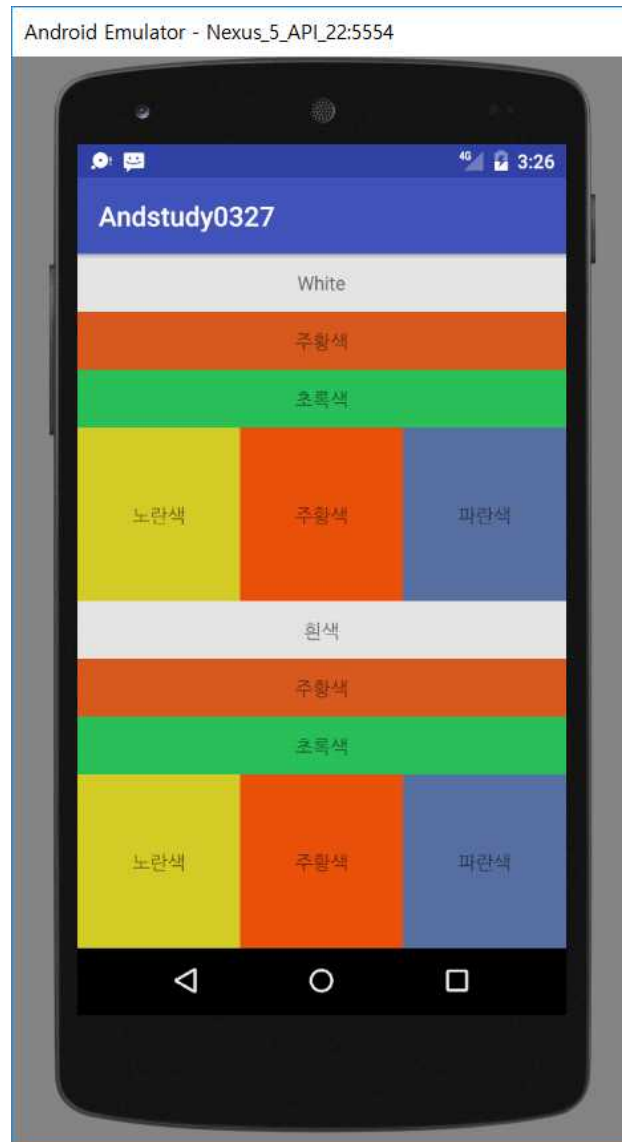 Android Emulator - Nexus_5_API_22:5554
4G 3:26
Andstudy0327
White
주황색
초록색
노란색 주황색 파란색
흰색
주황색
초록색
노란색 주황색 파란색